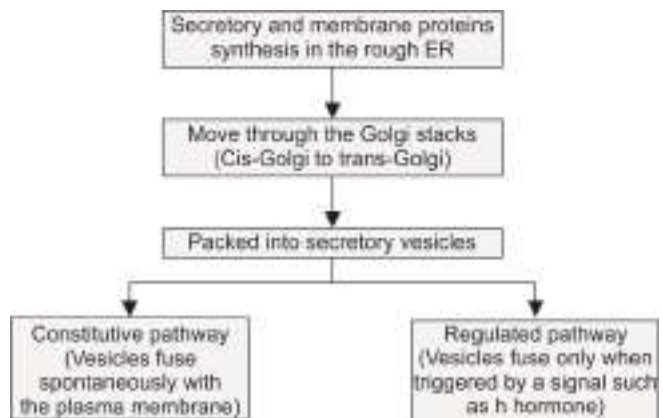 Secretory and membrane proteins
synthesis in the rough ER
Move through the Golgi stacks
(Cis-Golgi to trans-Golgi)
Packed into secretory vesicles
Constitutive pathway
(Vesicles fuse
spontaneously with
the plasma membrane)
Regulated pathway
(Vesicles fuse only when
triggered by a signal such
as h hormone)